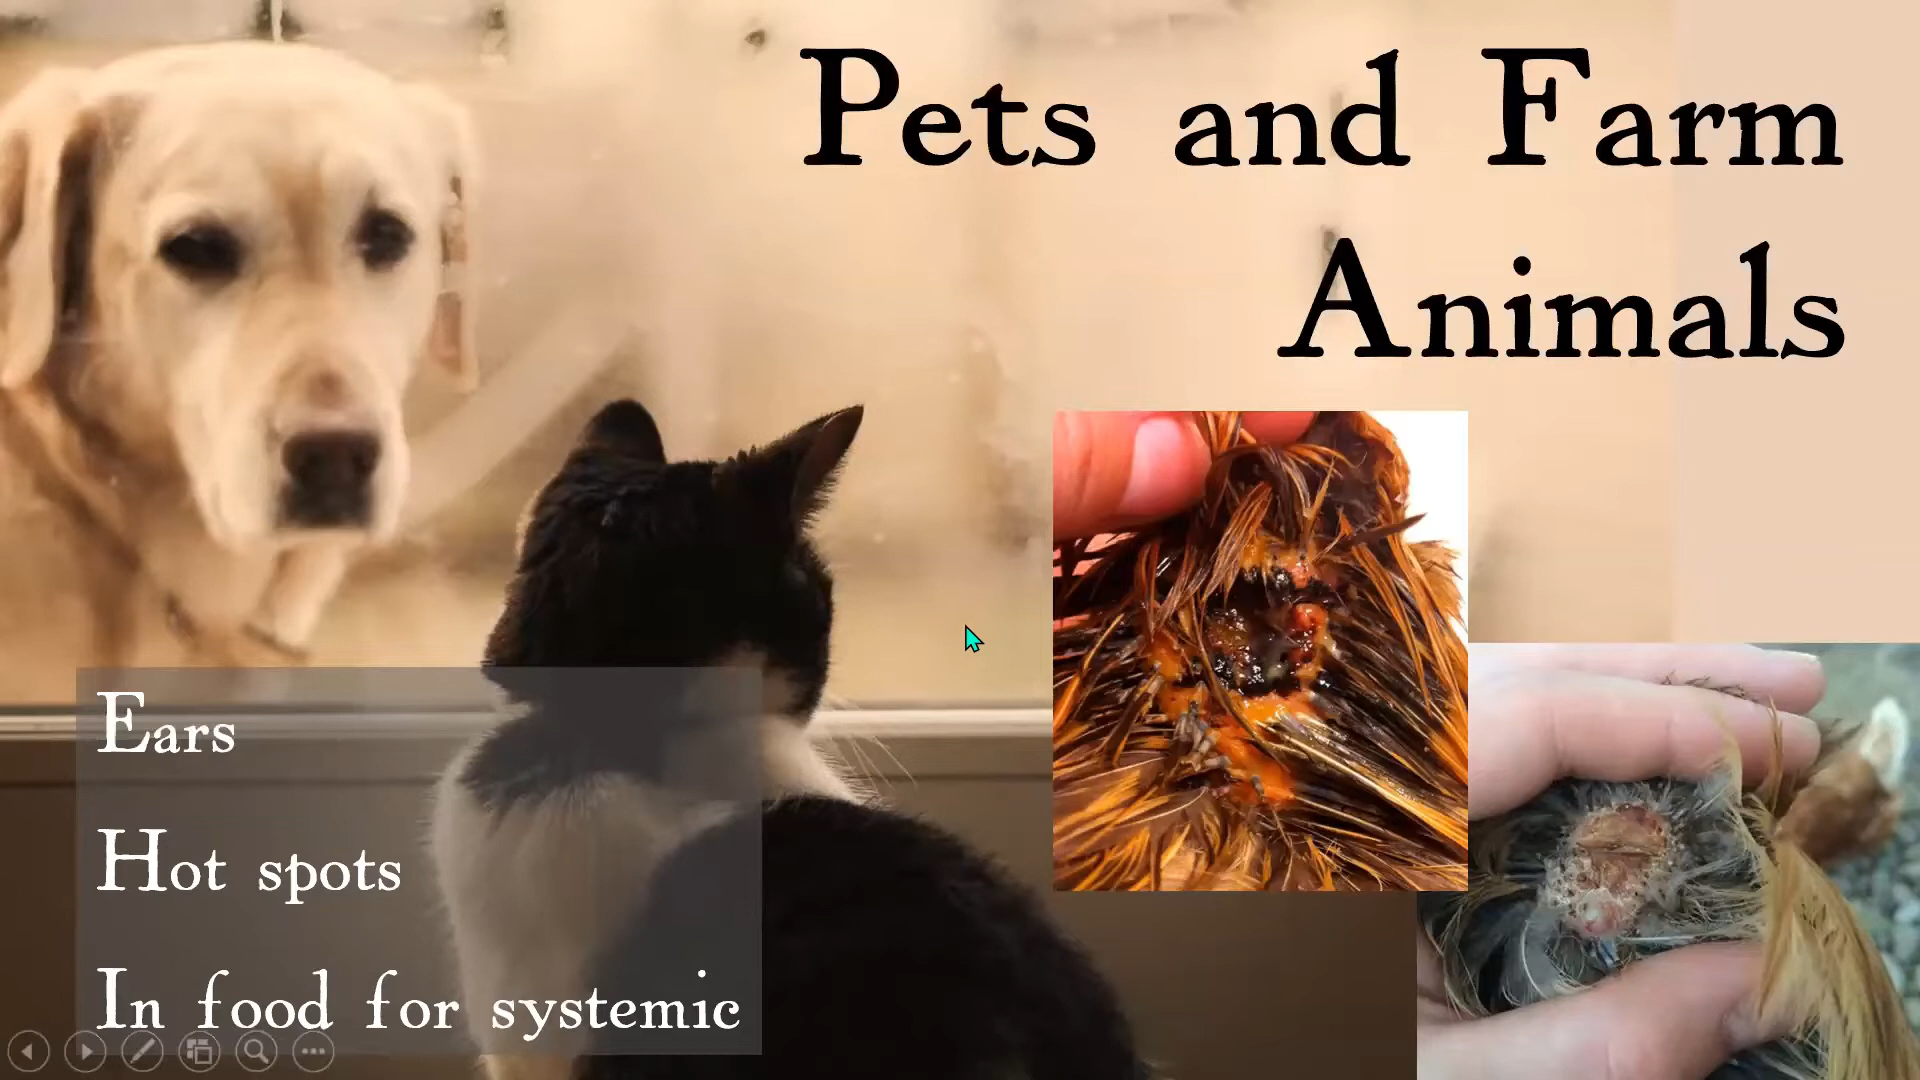 Pets and Farm
Animals
Ears
Hot spots
In food for systemic